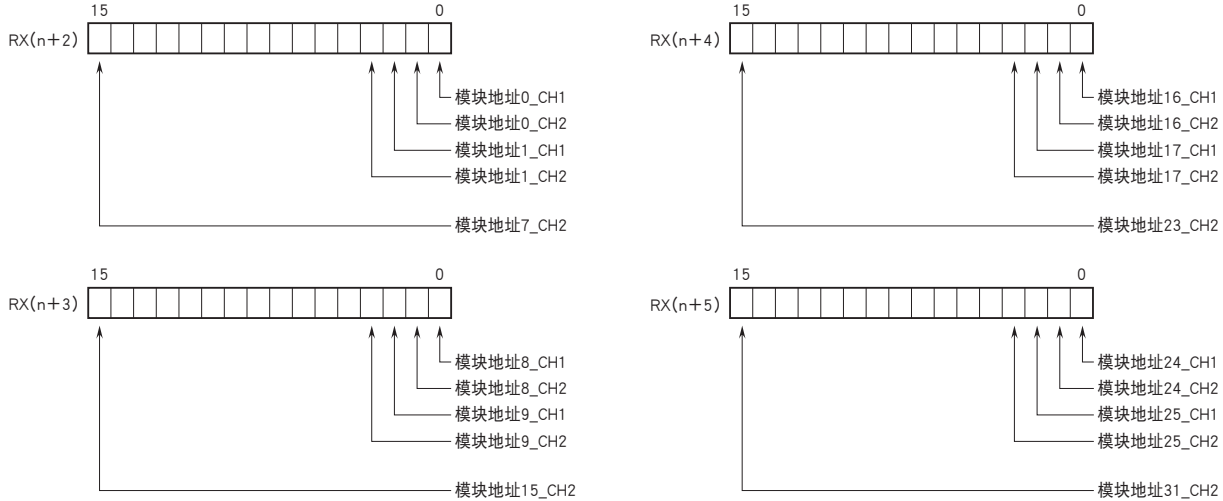 15 0
RX(n+2)
模块地址0_CH1
模块地址0_CH2
模块地址1_CH1
模块地址1_CH2
模块地址7_CH2
15 0
RX(n+4)
模块地址16_CH1
模块地址16_CH2
模块地址17_CH1
模块地址17_CH2
模块地址23_CH2
15 0
RX(n+3)
模块地址8_CH1
模块地址8_CH2
模块地址9_CH1
模块地址9_CH2
模块地址15_CH2
15 0
RX(n+5)
模块地址24_CH1
模块地址24_CH2
模块地址25_CH1
模块地址25_CH2
模块地址31_CH2